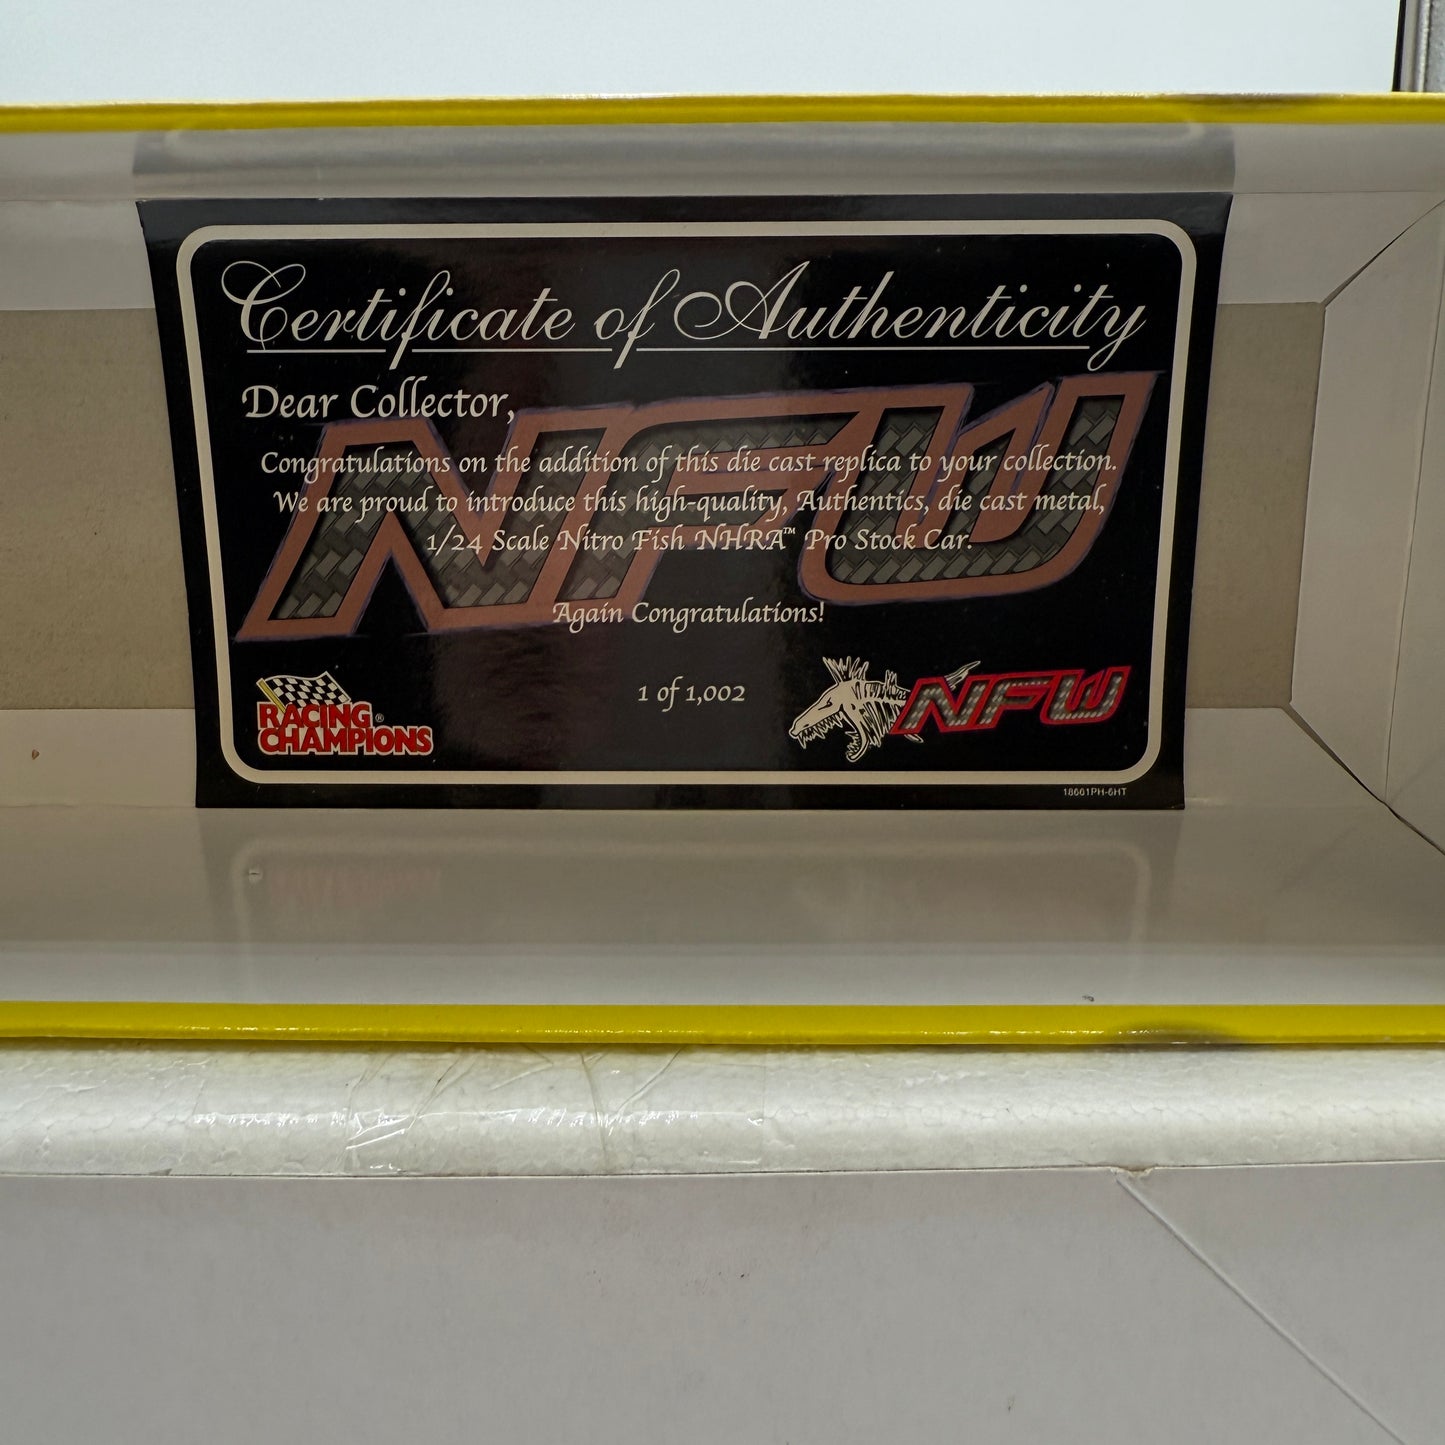 Certificate of Authenticity
Dear Collector,
NFW
Congratulations on the addition of this die cast replica to your collection.
We are proud to introduce this high-quality, Authentics, die cast metal,
1/24 Scale Nitro Fish NHRA™ Pro Stock Car.
Again Congratulations!
1 of 1,002
RACING
CHAMPIONS®
NFW
18661PH-6HT